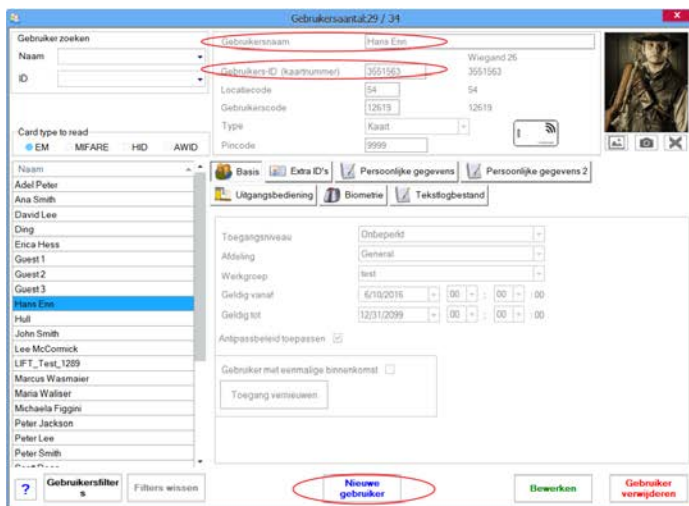 Gebruikersaantal:29 / 34
X
Gebruiker zoeken
Naam
ID
Gebruikersnaam Hans Enn
Wiegand 26
Gebruikers-ID (kaartnummer) 3551563 3551563
Locatiecode 54 54
Gebruikerscode 12619 12619
Type Kaart
Pincode 9999
Card type to read
EM MIFARE HID AWID
Naam
Adel Peter
Ana Smith
David Lee
Ding
Erica Hess
Guest 1
Guest 2
Guest 3
Hans Enn
Hull
John Smith
Lee McCormick
LIFT_Test_1289
Marcus Wasmaier
Maria Waliser
Michaela Figgini
Peter Jackson
Peter Lee
Peter Smith
Basis Extra ID's Persoonlijke gegevens Persoonlijke gegevens 2
Uitgangsbediening Biometrie Tekstlogbestand
Toegangsniveau Onbeperkt
Afdeling General
Werkgroep test
Geldig vanaf 6/10/2016 00 : 00 :00
Geldig tot 12/31/2099 00 : 00 :00
Antipassbeleid toepassen
Gebruiker met eenmalige binnenkomst
Toegang vernieuwen
?
Gebruikersfilter
s
Filters wissen
Nieuwe
gebruiker
Bewerken
Gebruiker
verwijderen